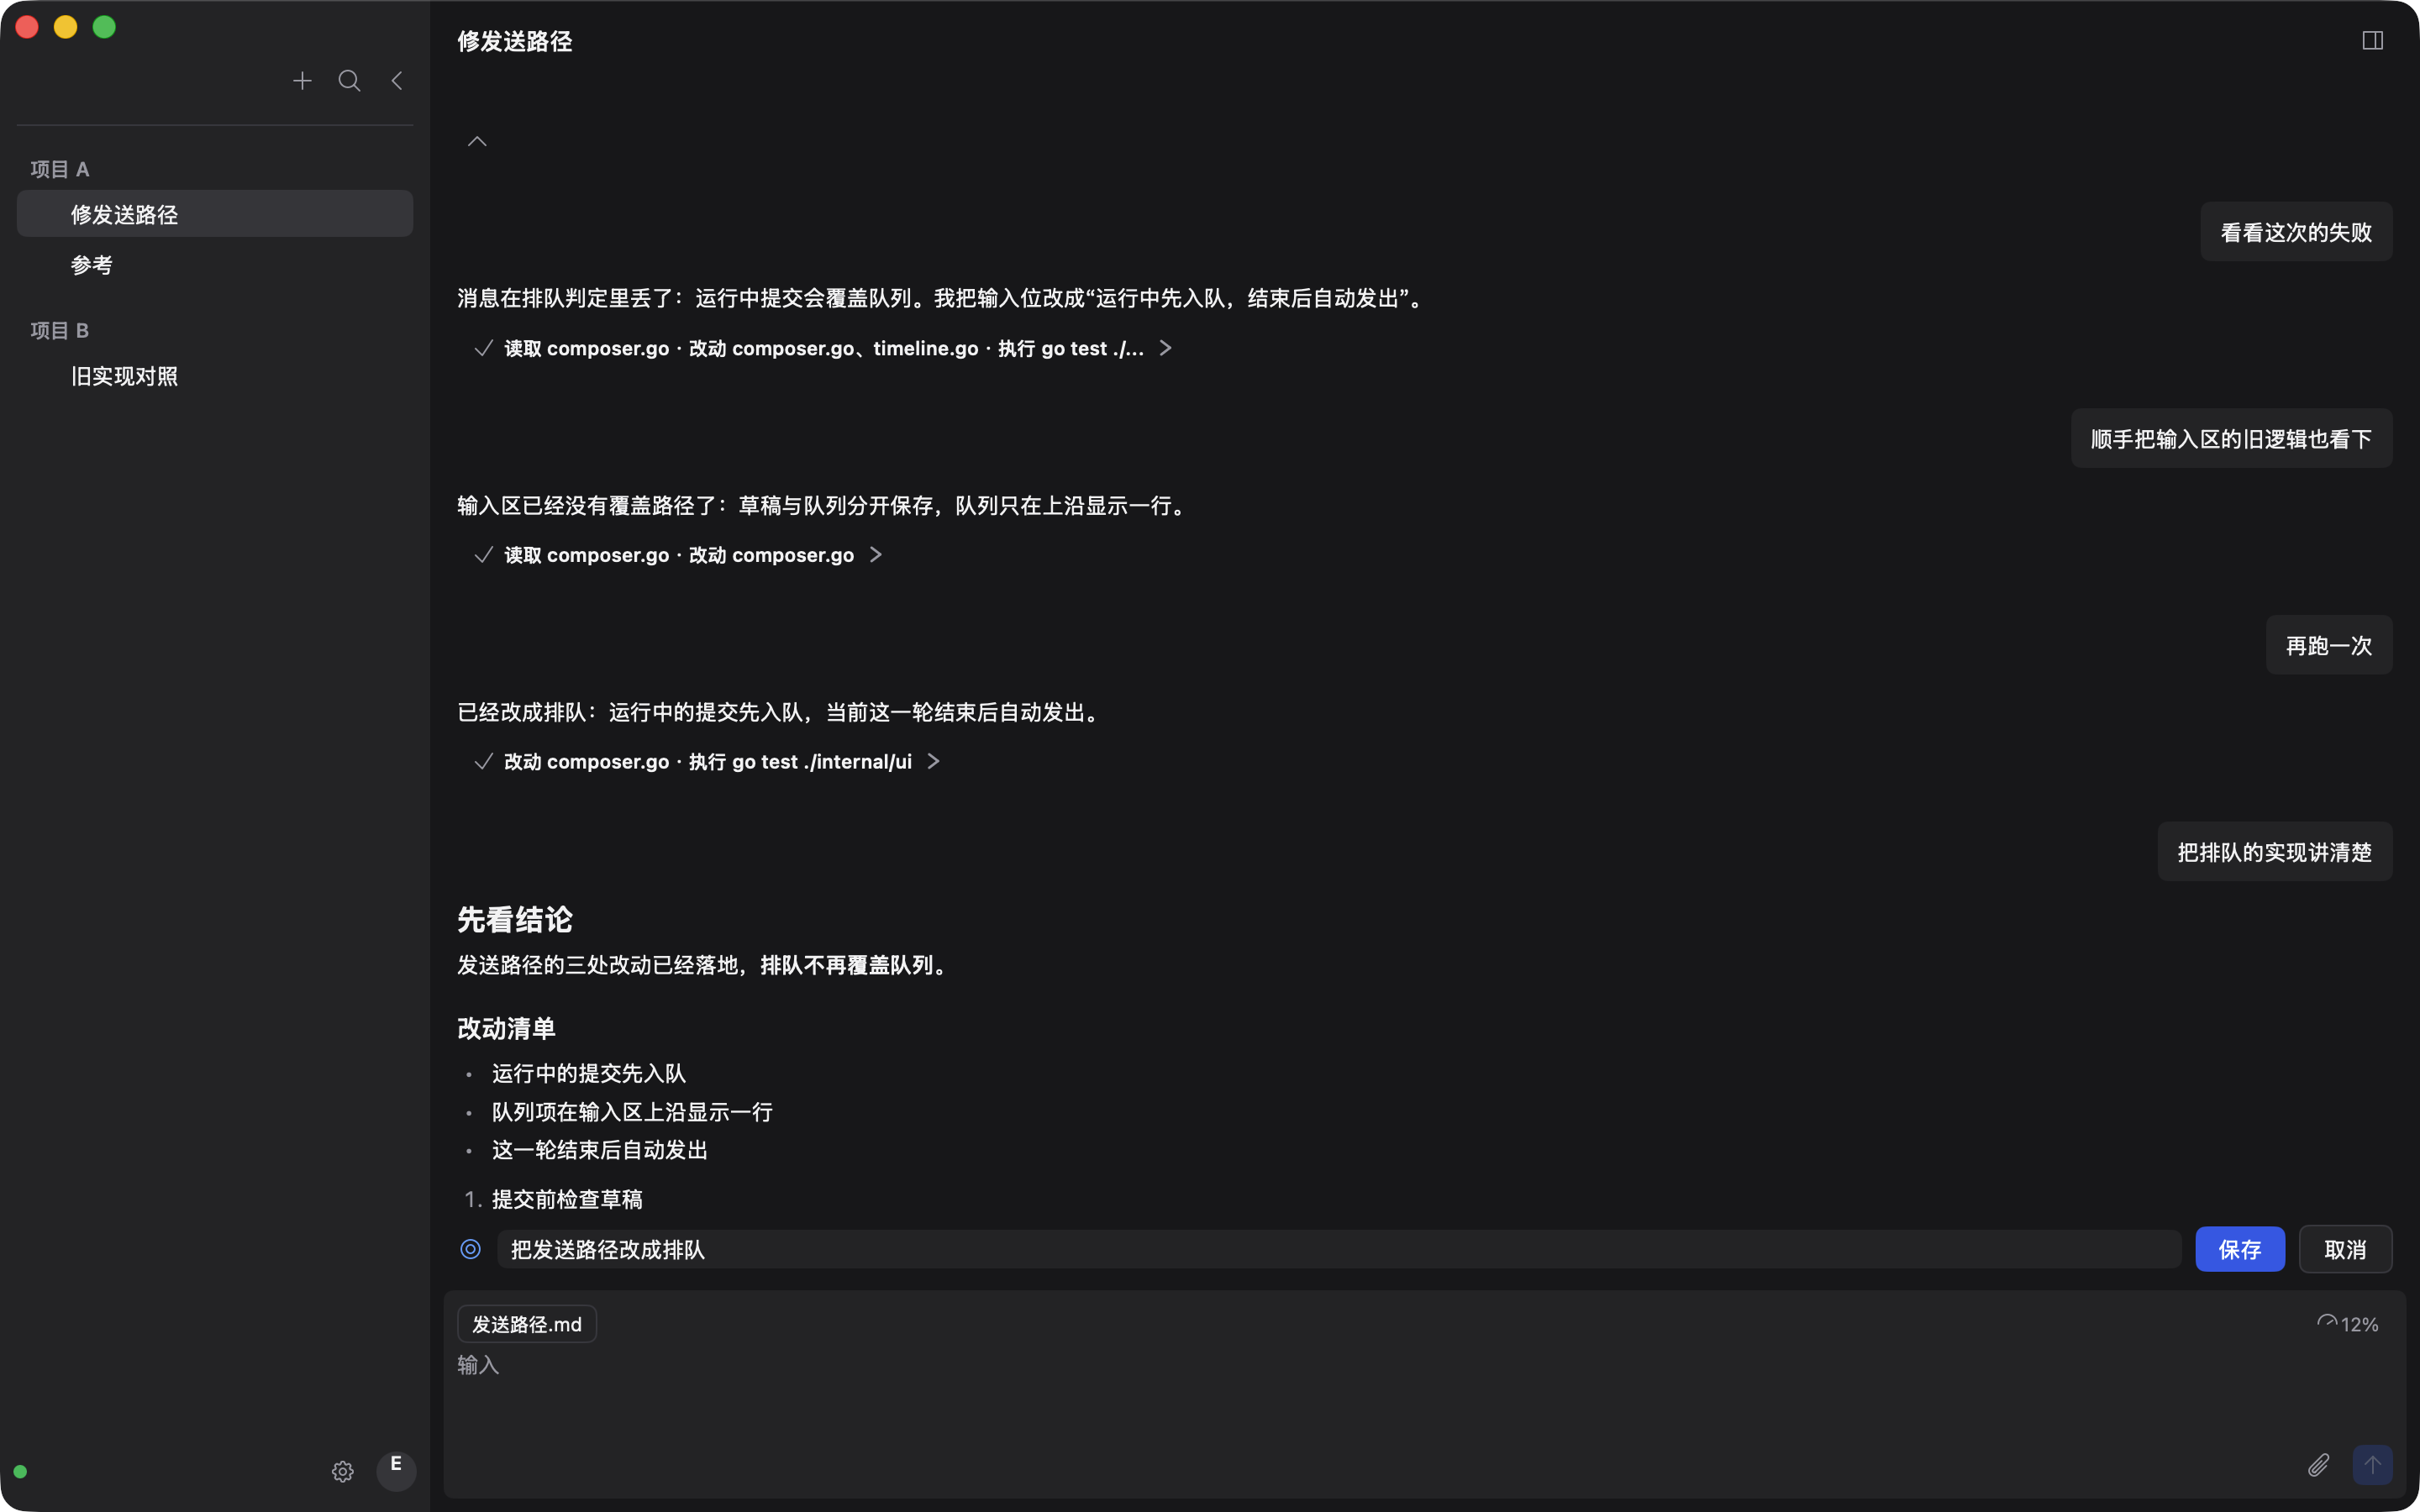 修发送路径
项目 A
修发送路径
参考
项目 B
旧实现对照
看看这次的失败
消息在排队判定里丢了：运行中提交会覆盖队列。我把输入位改成“运行中先入队，结束后自动发出”。
读取 composer.go · 改动 composer.go、timeline.go · 执行 go test ./...
顺手把输入区的旧逻辑也看下
输入区已经没有覆盖路径了：草稿与队列分开保存，队列只在上沿显示一行。
读取 composer.go · 改动 composer.go
再跑一次
已经改成排队：运行中的提交先入队，当前这一轮结束后自动发出。
改动 composer.go · 执行 go test ./internal/ui
把排队的实现讲清楚
先看结论
发送路径的三处改动已经落地，排队不再覆盖队列。
改动清单
• 运行中的提交先入队
• 队列项在输入区上沿显示一行
• 这一轮结束后自动发出
1. 提交前检查草稿
把发送路径改成排队
保存
取消
发送路径.md
12%
输入
E